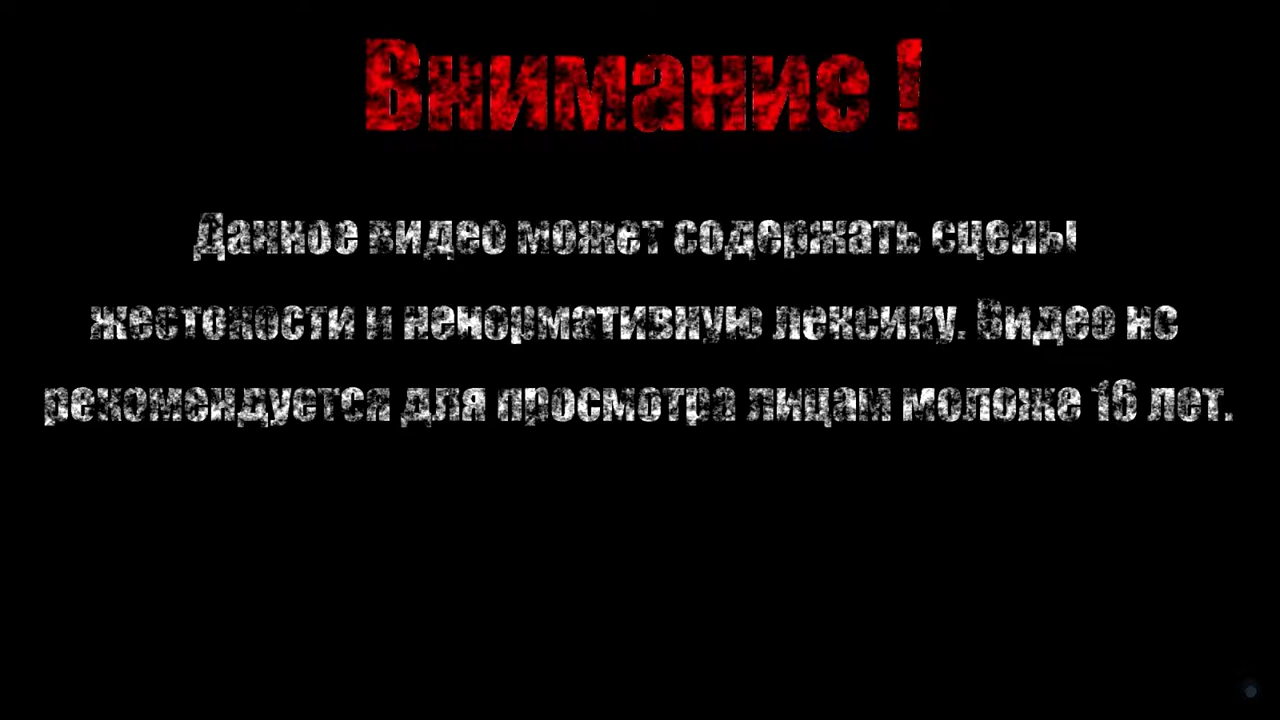 Внимание !
Данное видео может содержать сцены
жестокости и ненормативную лексику. Видео не
рекомендуется для просмотра лицам моложе 16 лет.